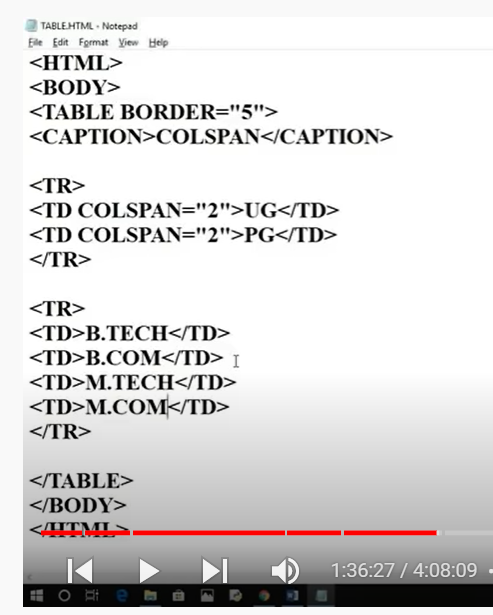 TABLE.HTML - Notepad
File Edit Format View Help
<HTML>
<BODY>
<TABLE BORDER="5">
<CAPTION>COLSPAN</CAPTION>
<TR>
<TD COLSPAN="2">UG</TD>
<TD COLSPAN="2">PG</TD>
</TR>
<TR>
<TD>B.TECH</TD>
<TD>B.COM</TD>
<TD>M.TECH</TD>
<TD>M.COM</TD>
</TR>
</TABLE>
</BODY>
</HTML>
1:36:27 / 4:08:09